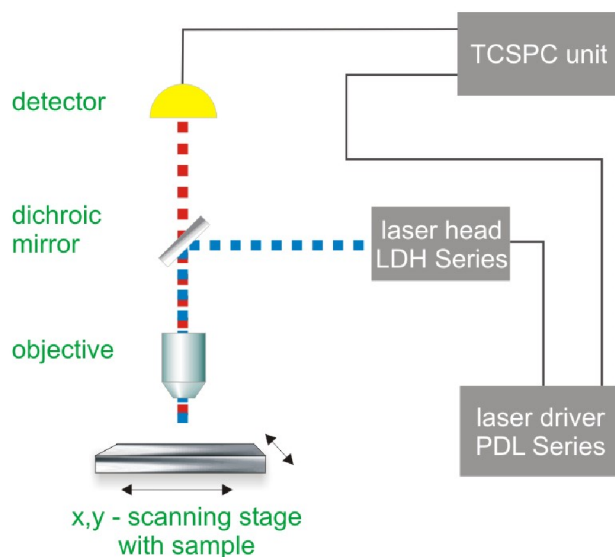 TCSPC unit
detector
dichroic
mirror
laser head
LDH Series
objective
laser driver
PDL Series
x,y - scanning stage
with sample